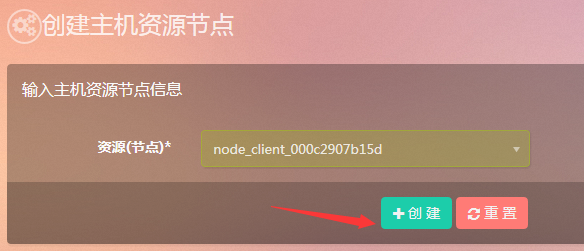 创建主机资源节点
输入主机资源节点信息
资源(节点)* node_client_000c2907b15d
创建 重置